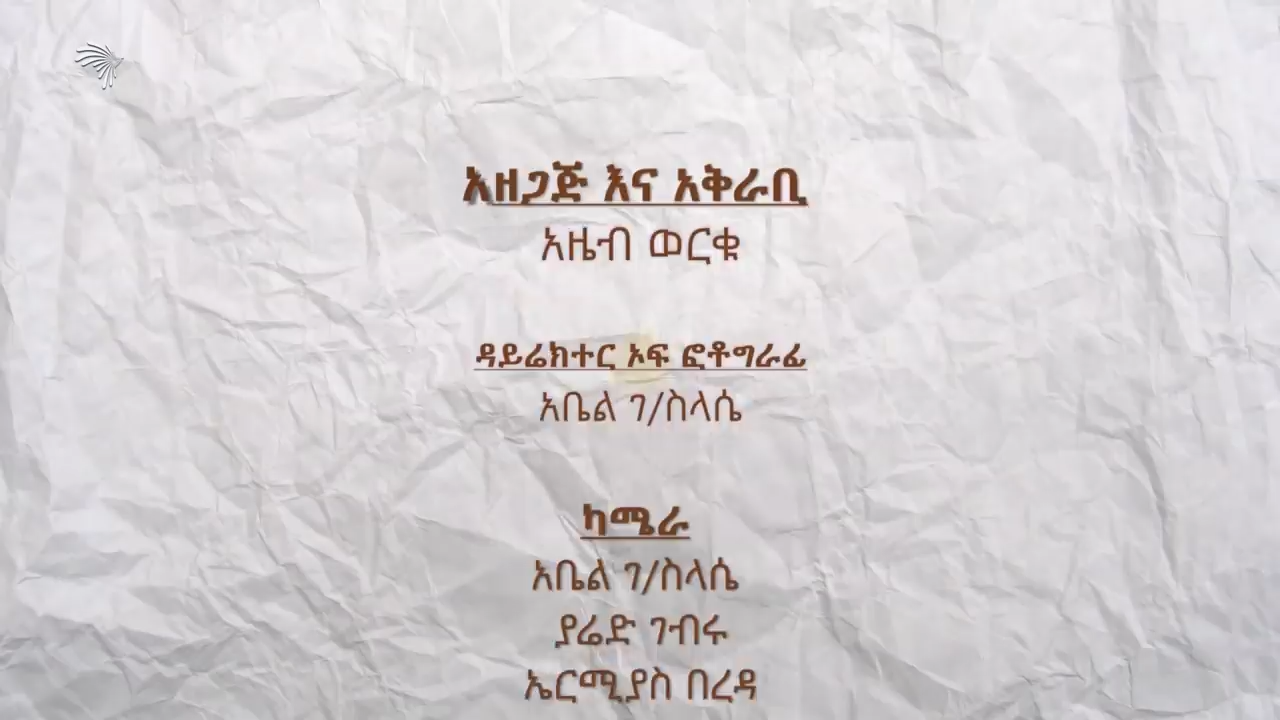 አዘጋጅ እና አቅራቢ
አዜብ ወርቁ
ዳይሬክተር ኦፍ ፎቶግራፊ
አቤል ገ/ስላሴ
ካሜራ
አቤል ገ/ስላሴ
ያሬድ ገብሩ
ኤርሚያስ በረዳ